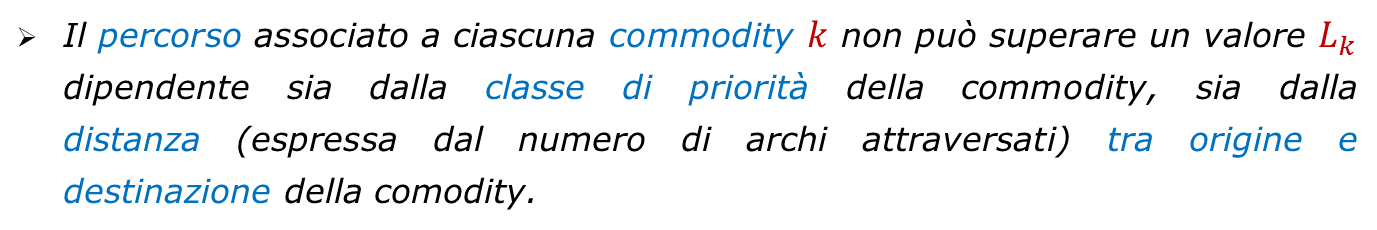 ➢ Il percorso associato a ciascuna commodity k non può superare un valore Lₖ
dipendente sia dalla classe di priorità della commodity, sia dalla
distanza (espressa dal numero di archi attraversati) tra origine e
destinazione della comodity.